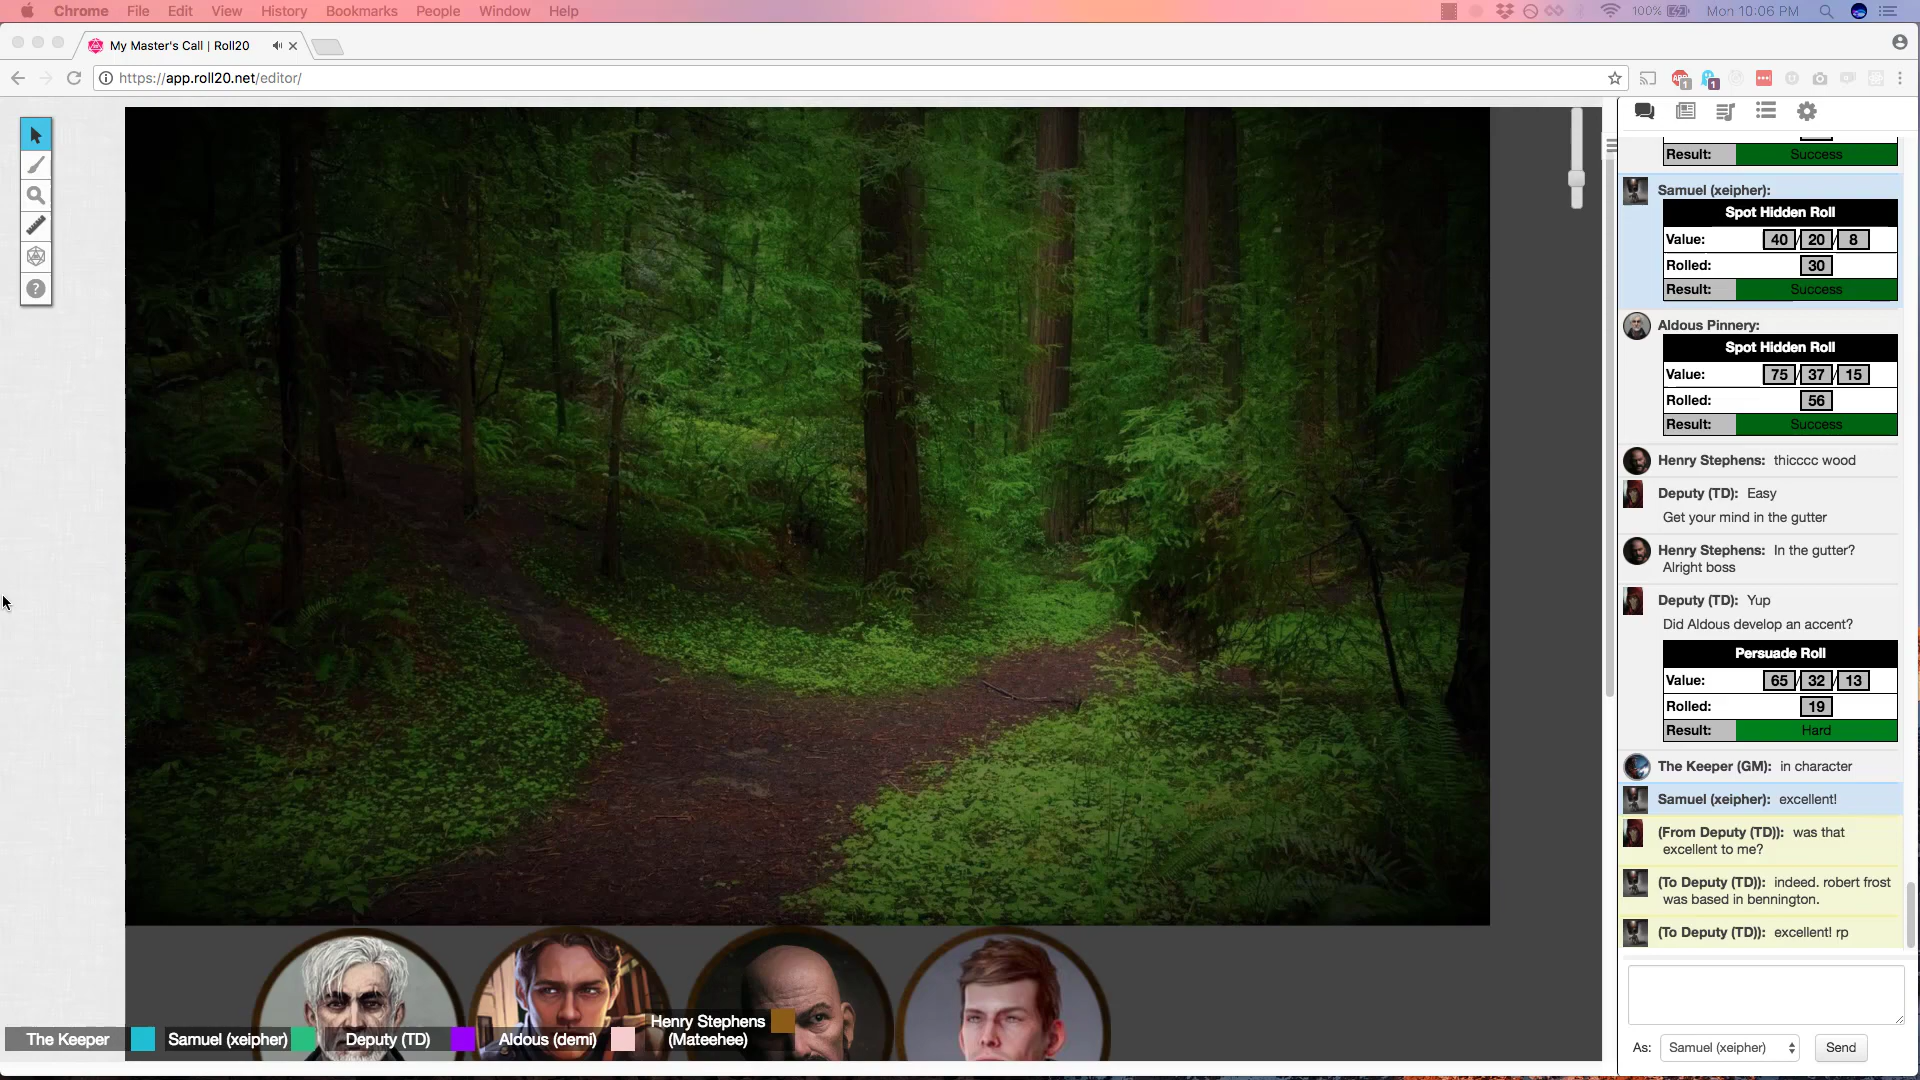 Chrome File Edit View History Bookmarks People Window Help
100% Mon 10:06 PM
My Master's Call | Roll20
https://app.roll20.net/editor/
1
1
Result: Success
Samuel (xeipher):
Spot Hidden Roll
Value: 40 / 20 / 8
Rolled: 30
Result: Success
Aldous Pinnery:
Spot Hidden Roll
Value: 75 / 37 / 15
Rolled: 56
Result: Success
Henry Stephens: thicccc wood
Deputy (TD): Easy
Get your mind in the gutter
Henry Stephens: In the gutter?
Alright boss
Deputy (TD): Yup
Did Aldous develop an accent?
Persuade Roll
Value: 65 / 32 / 13
Rolled: 19
Result: Hard
The Keeper (GM): in character
Samuel (xeipher): excellent!
(From Deputy (TD)): was that
excellent to me?
(To Deputy (TD)): indeed. robert frost
was based in bennington.
(To Deputy (TD)): excellent! rp
As: Samuel (xeipher) Send
The Keeper
Samuel (xeipher)
Deputy (TD)
Aldous (demi)
Henry Stephens
(Mateehee)